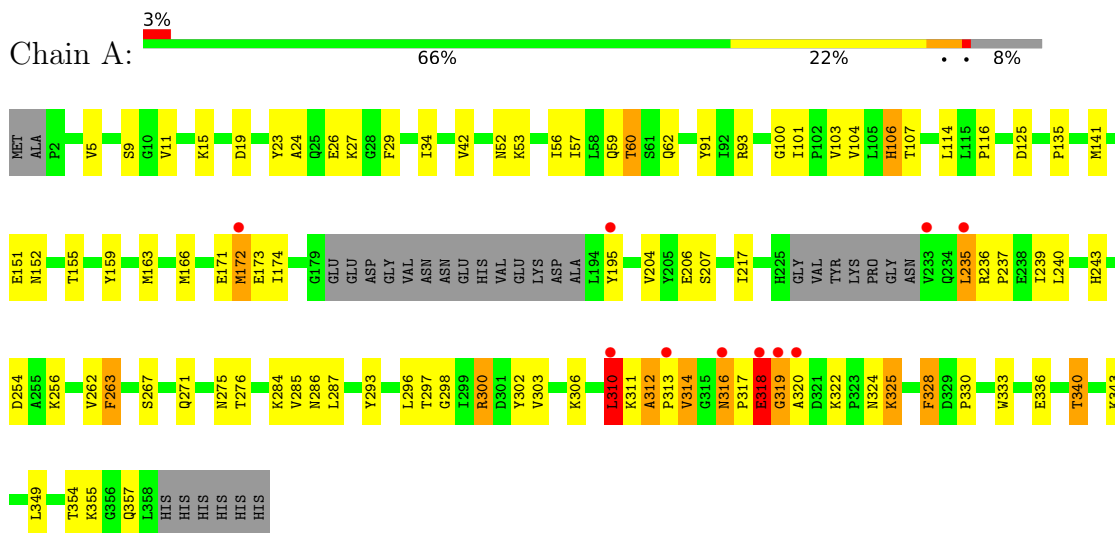 3%
Chain A:
66% 22% • • 8%
MET ALA P2 V5 S9 G10 V11 K15 D19 Y23 A24 Q25 E26 K27 G28 F29 I34 V42 N52 K53 I56 I57 L58 Q59 T60 S61 Q62 Y91 I92 R93 G100 I101 P102 V103 V104 L105 H106 T107 L114 L115 P116 D125 P135 M141
E151 N152 T155 Y159 M163 M166 E171 M172 E173 I174 G179 GLU GLU ASP GLY VAL ASN ASN GLU HIS VAL GLU LYS ASP ALA L194 Y195 V204 Y205 E206 S207 I217 H225 GLY VAL TYR LYS PRO GLY ASN V233 Q234 L235 R236 P237 E238 I239 L240 H243
D254 A255 K256 V262 F263 S267 Q271 N275 T276 K284 V285 N286 L287 Y293 L296 T297 G298 I299 R300 D301 Y302 V303 K306 L310 K311 A312 P313 V314 G315 N316 P317 E318 G319 A320 D321 K322 P323 N324 K325 F328 D329 P330 W333 E336 T340 K343
L349 T354 K355 G356 Q357 L358 HIS HIS HIS HIS HIS HIS